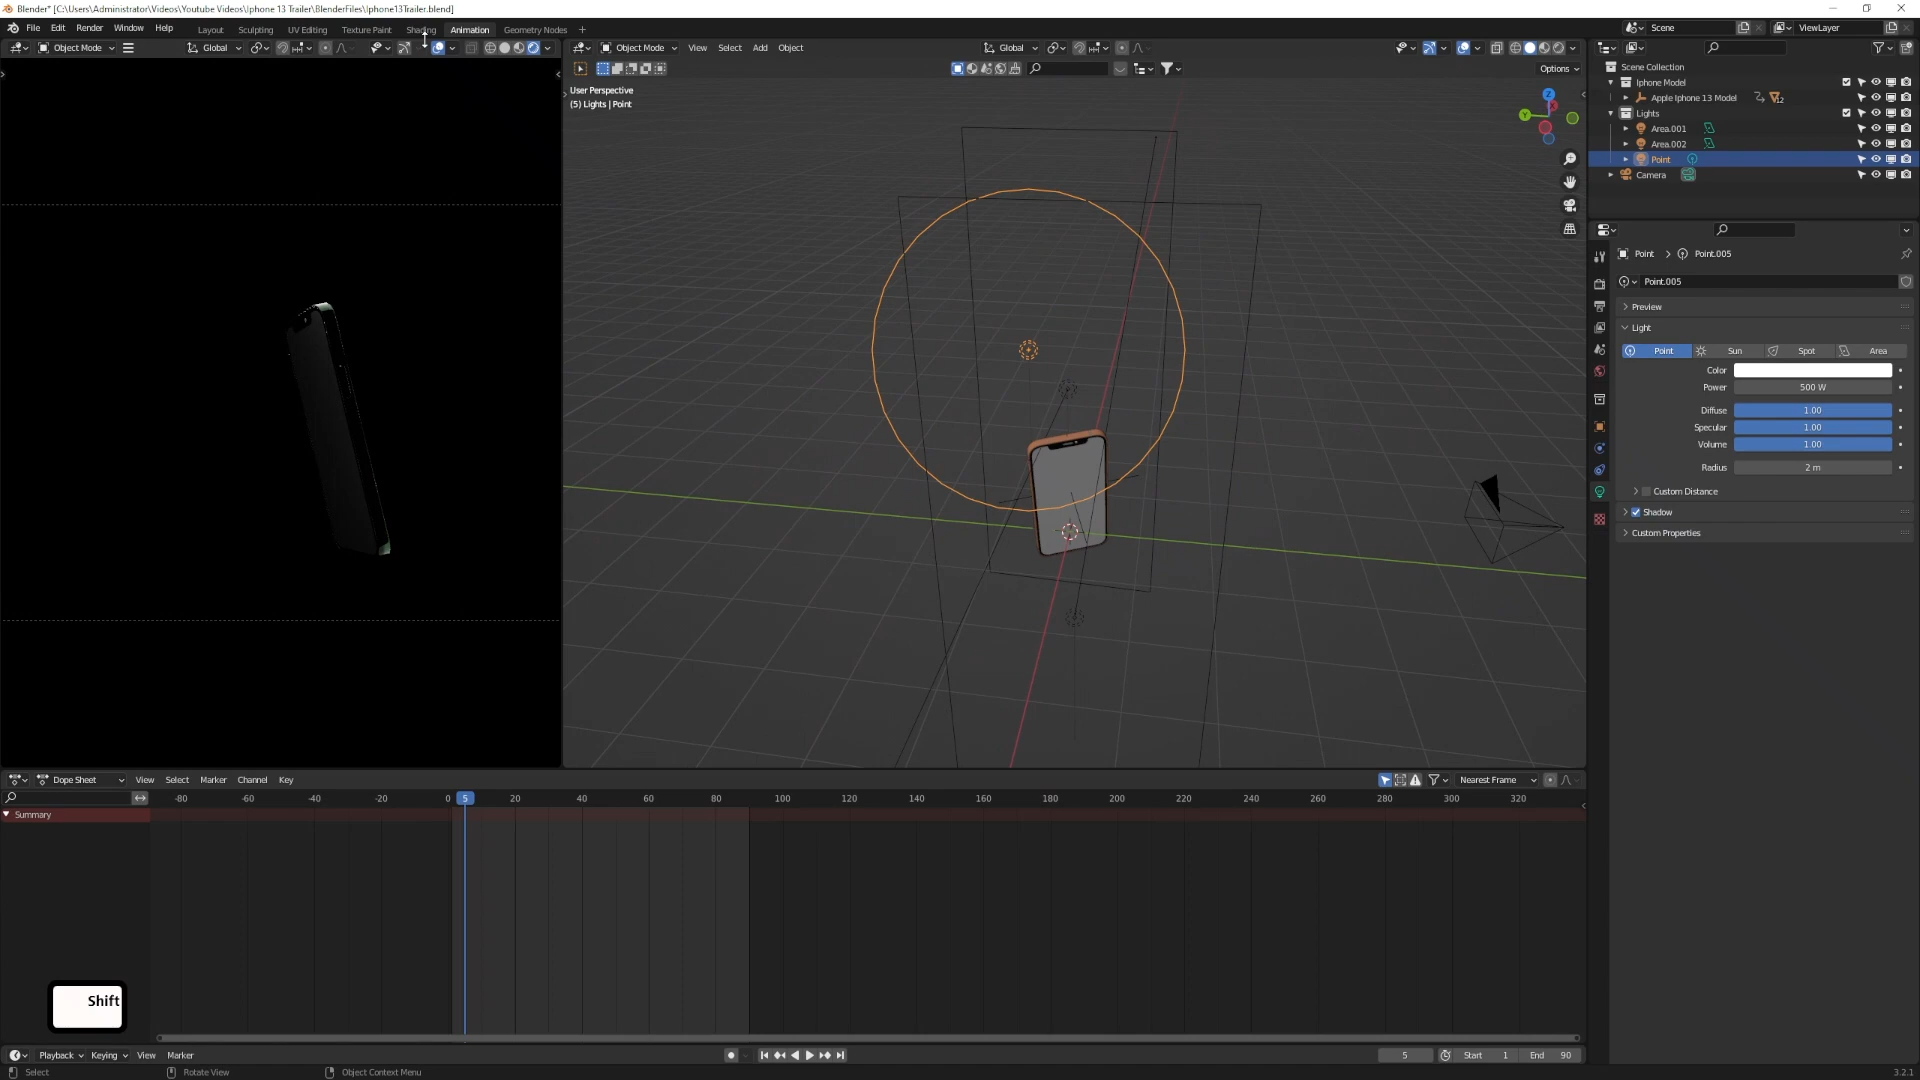 Blender* [C:\Users\Administrator\Videos\Youtube Videos\Iphone 13 Trailer\BlenderFiles\Iphone13Trailer.blend]
File Edit Render Window Help Layout Sculpting UV Editing Texture Paint Shading Animation Geometry Nodes + Scene ViewLayer
Object Mode Global Object Mode View Select Add Object Global
Options
User Perspective
(5) Lights | Point
Scene Collection
Iphone Model
Apple Iphone 13 Model 12
Lights
Area.001
Area.002
Point
Camera
Z
Y
Point > Point.005
Point.005
Preview
Light
Point Sun Spot Area
Color
Power 500 W
Diffuse 1.00
Specular 1.00
Volume 1.00
Radius 2 m
Custom Distance
Shadow
Custom Properties
Dope Sheet View Select Marker Channel Key Nearest Frame
-80 -60 -40 -20 0 5 20 40 60 80 100 120 140 160 180 200 220 240 260 280 300 320
Summary
Shift
Playback Keying View Marker 5 Start 1 End 90
Select Rotate View Object Context Menu 3.2.1